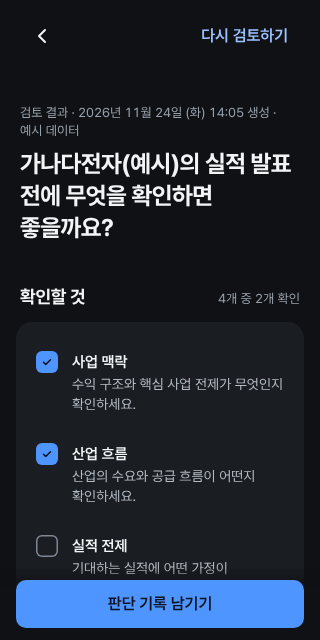 다시 검토하기
검토 결과 · 2026년 11월 24일 (화) 14:05 생성 ·
예시 데이터
가나다전자(예시)의 실적 발표
전에 무엇을 확인하면
좋을까요?
확인할 것
4개 중 2개 확인
사업 맥락
수익 구조와 핵심 사업 전제가 무엇인지
확인하세요.
산업 흐름
산업의 수요와 공급 흐름이 어떤지
확인하세요.
실적 전제
기대하는 실적에 어떤 가정이
판단 기록 남기기